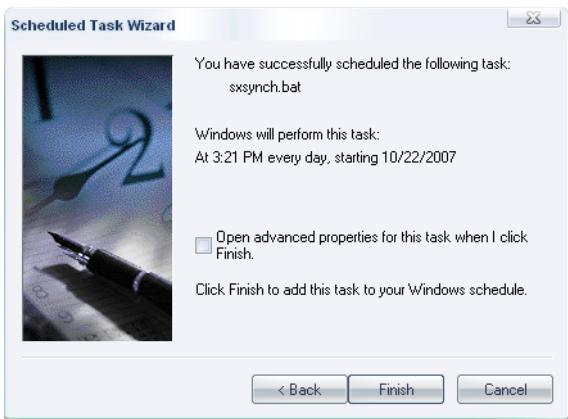 Scheduled Task Wizard
You have successfully scheduled the following task:
sxsynch.bat
Windows will perform this task:
At 3:21 PM every day, starting 10/22/2007
Open advanced properties for this task when I click
Finish.
Click Finish to add this task to your Windows schedule.
< Back
Finish
Cancel